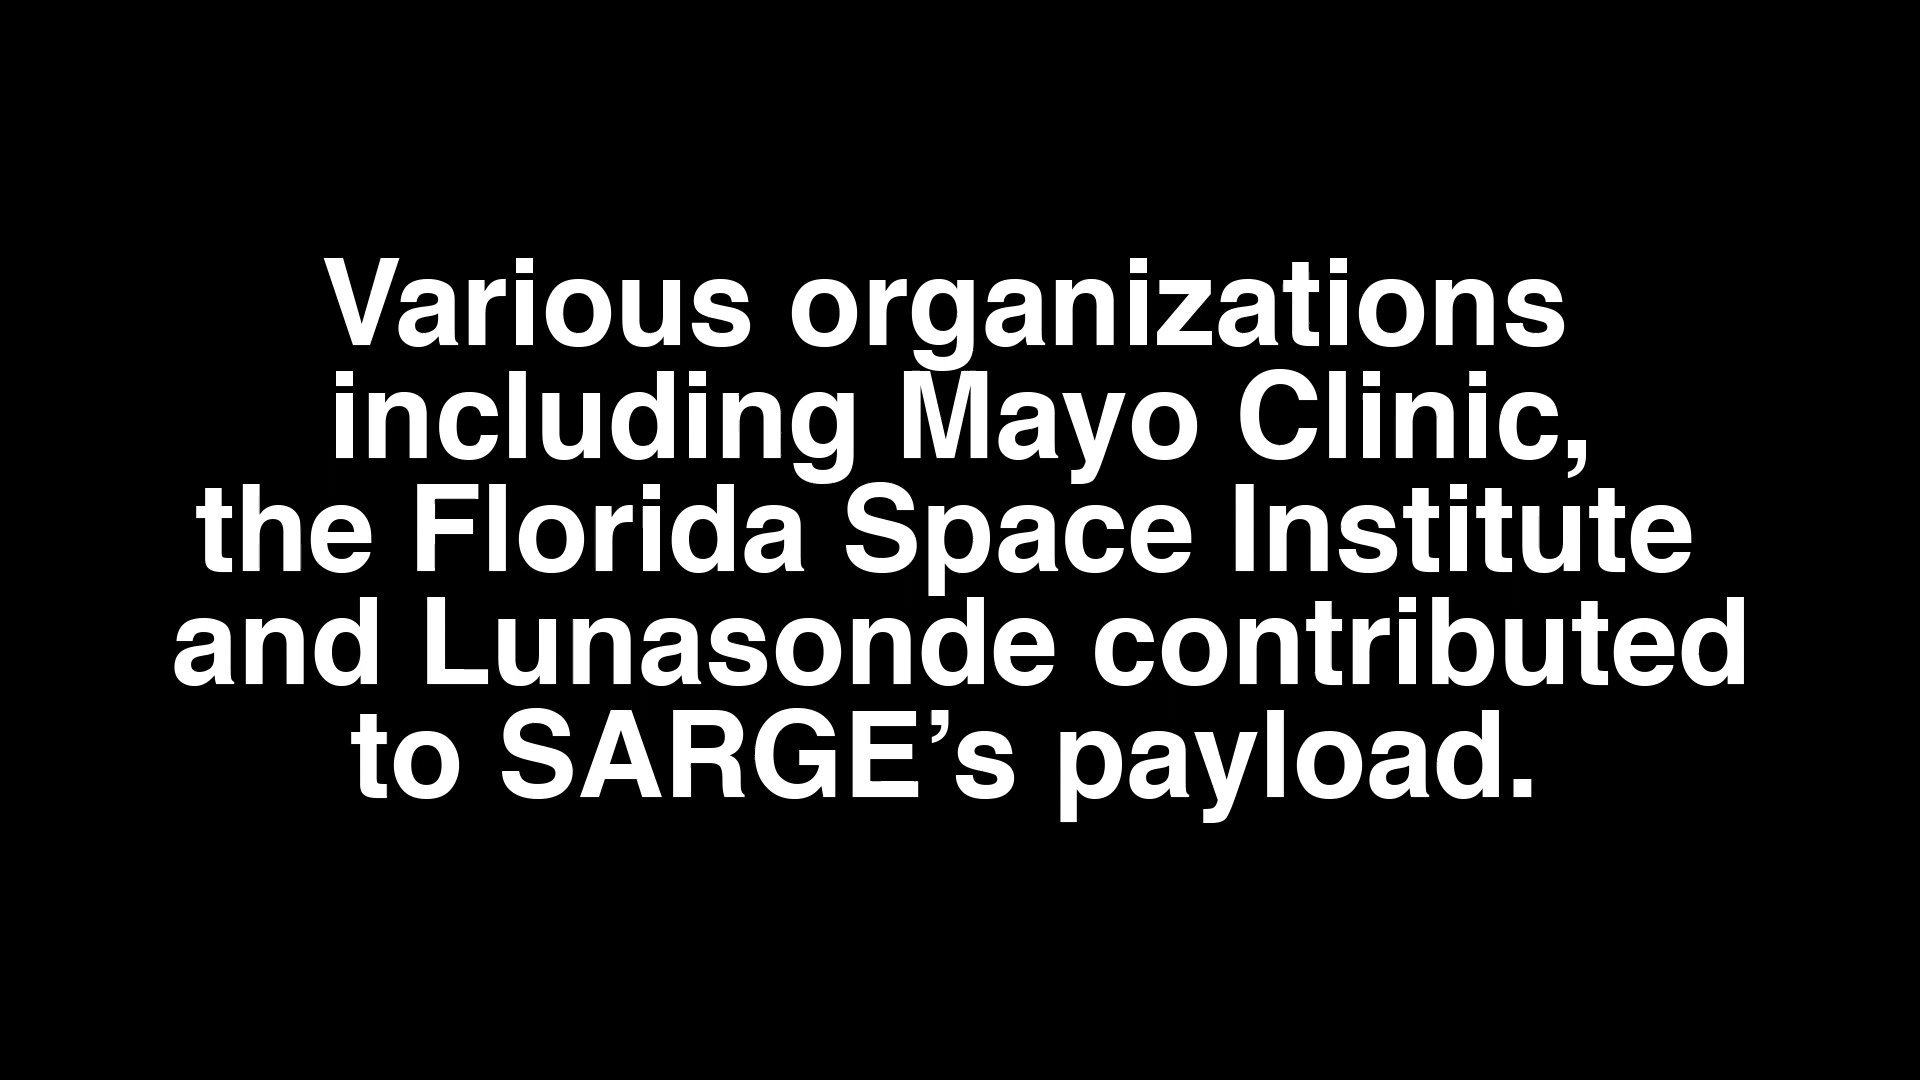 Various organizations
including Mayo Clinic,
the Florida Space Institute
and Lunasonde contributed
to SARGE’s payload.